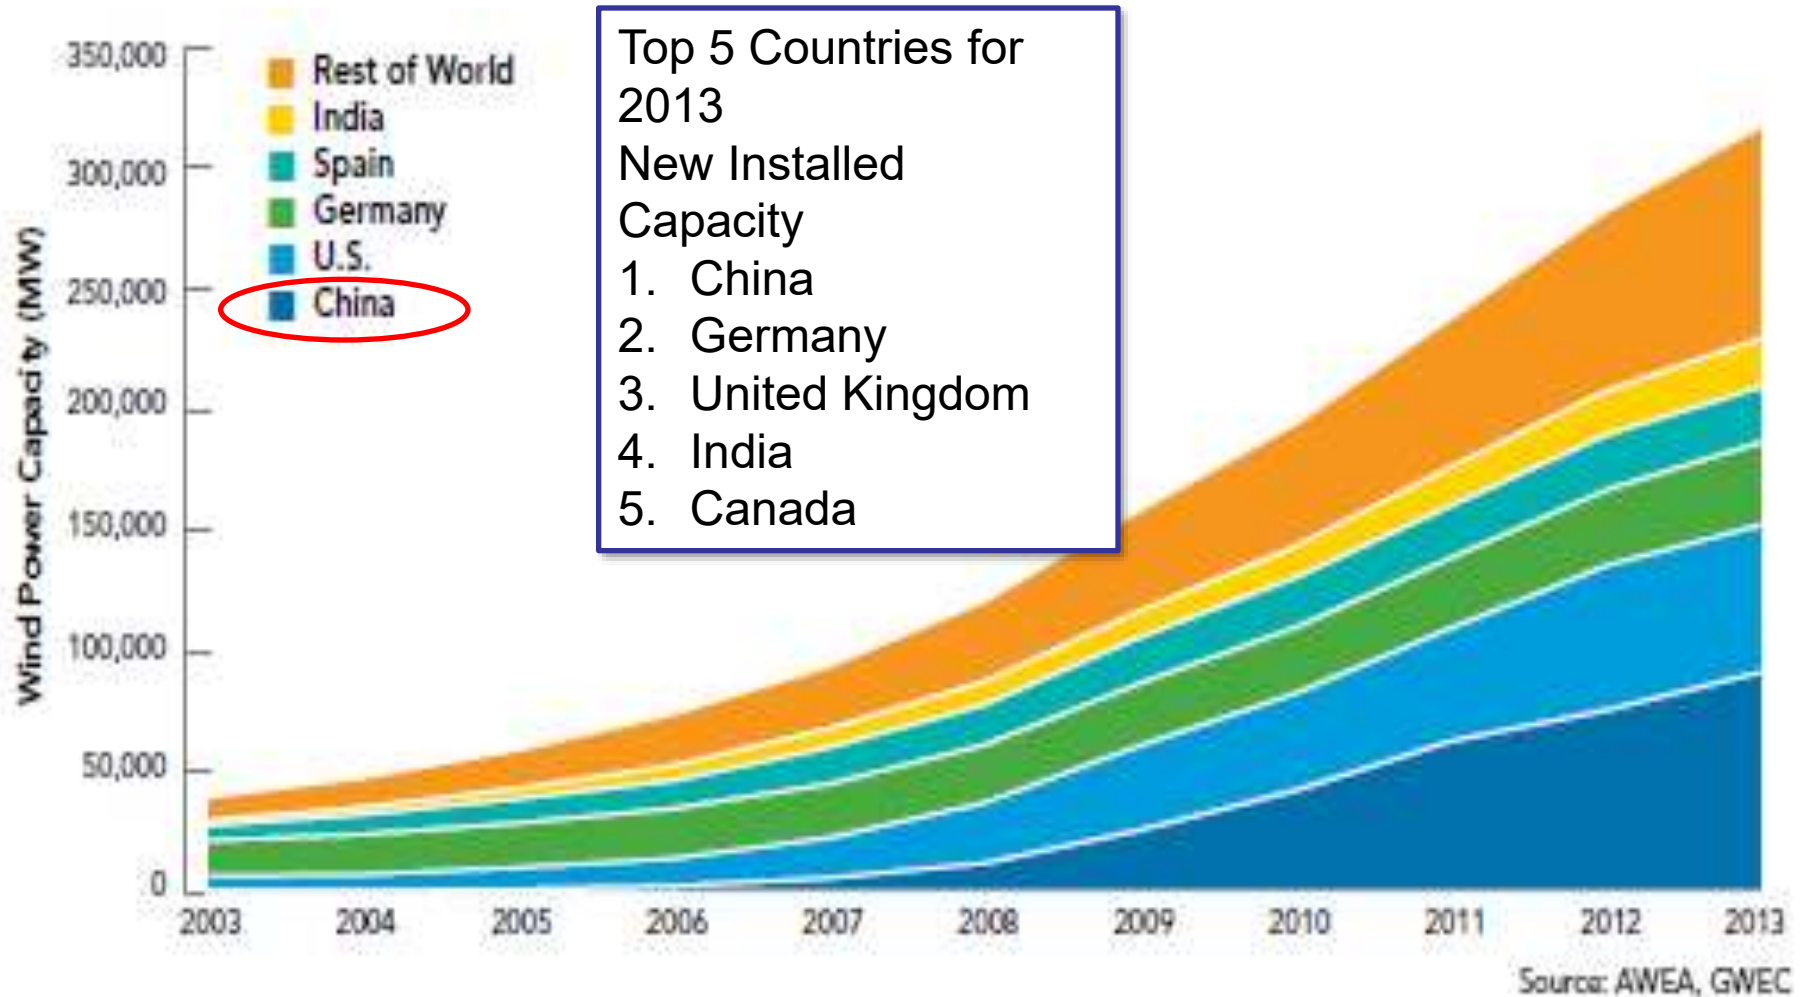 Wind Power Capacity (MW)
350,000
300,000
250,000
200,000
150,000
100,000
50,000
0
Rest of World
India
Spain
Germany
U.S.
China
Top 5 Countries for
2013
New Installed
Capacity
1. China
2. Germany
3. United Kingdom
4. India
5. Canada
2003 2004 2005 2006 2007 2008 2009 2010 2011 2012 2013
Source: AWEA, GWEC